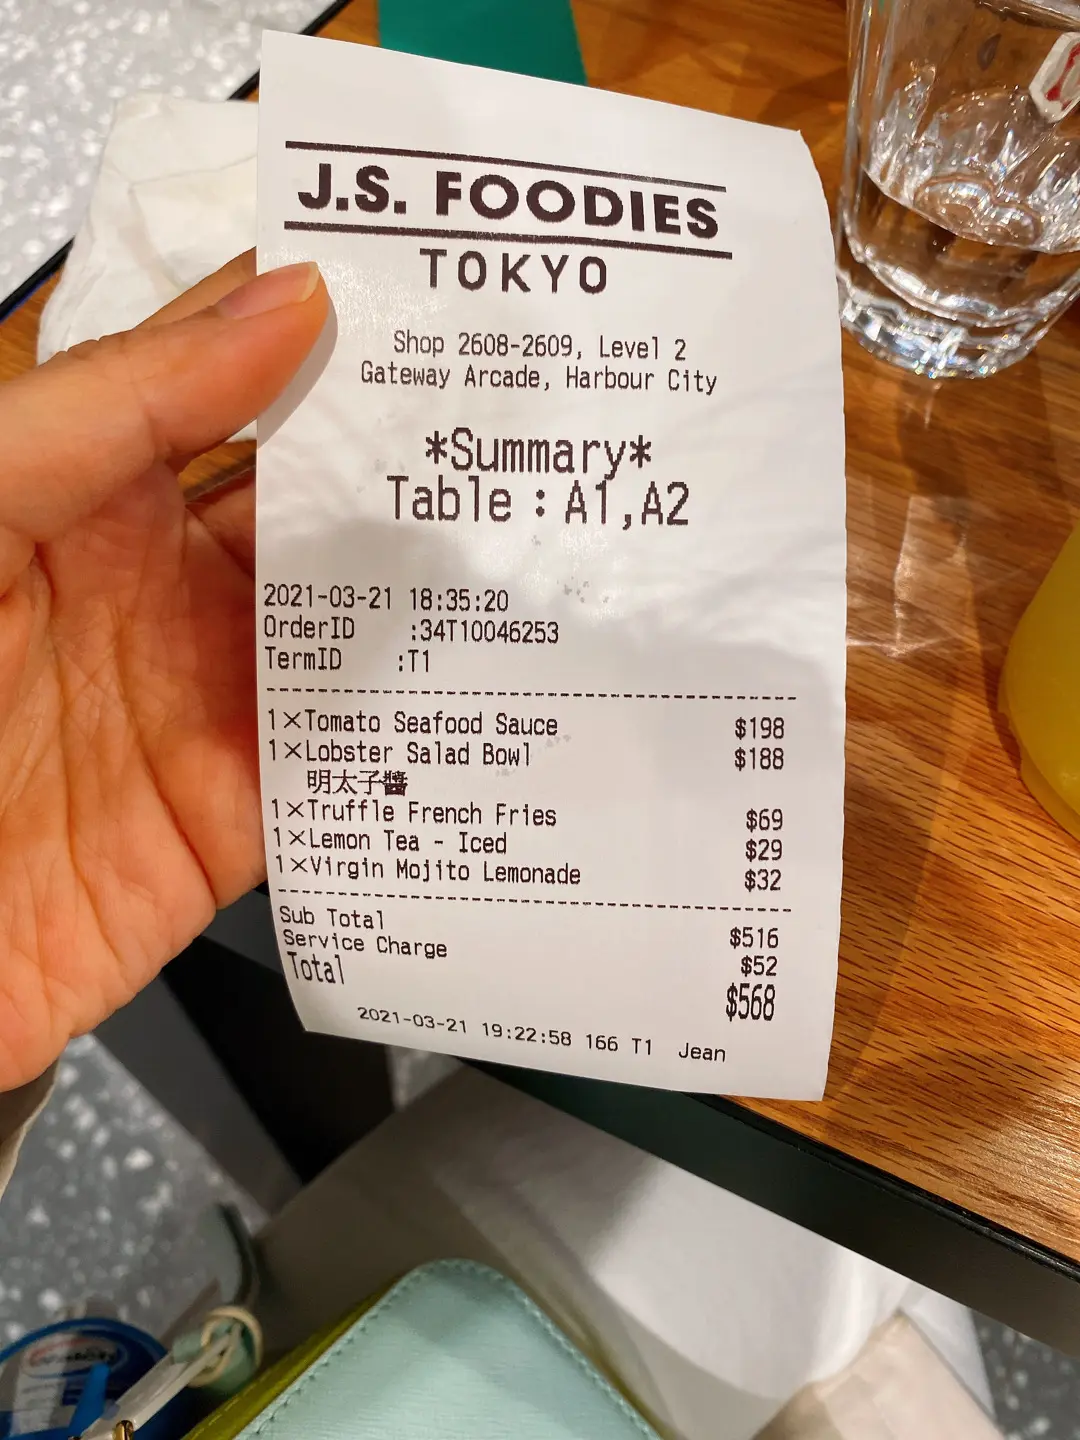 J.S. FOODIES
TOKYO
Shop 2608-2609, Level 2
Gateway Arcade, Harbour City
*Summary*
Table : A1,A2
2021-03-21 18:35:20
OrderID :34T10046253
TermID :T1
1×Tomato Seafood Sauce $198
1×Lobster Salad Bowl $188
明太子醬
1×Truffle French Fries $69
1×Lemon Tea - Iced $29
1×Virgin Mojito Lemonade $32
Sub Total $516
Service Charge $52
Total $568
2021-03-21 19:22:58 166 T1 Jean